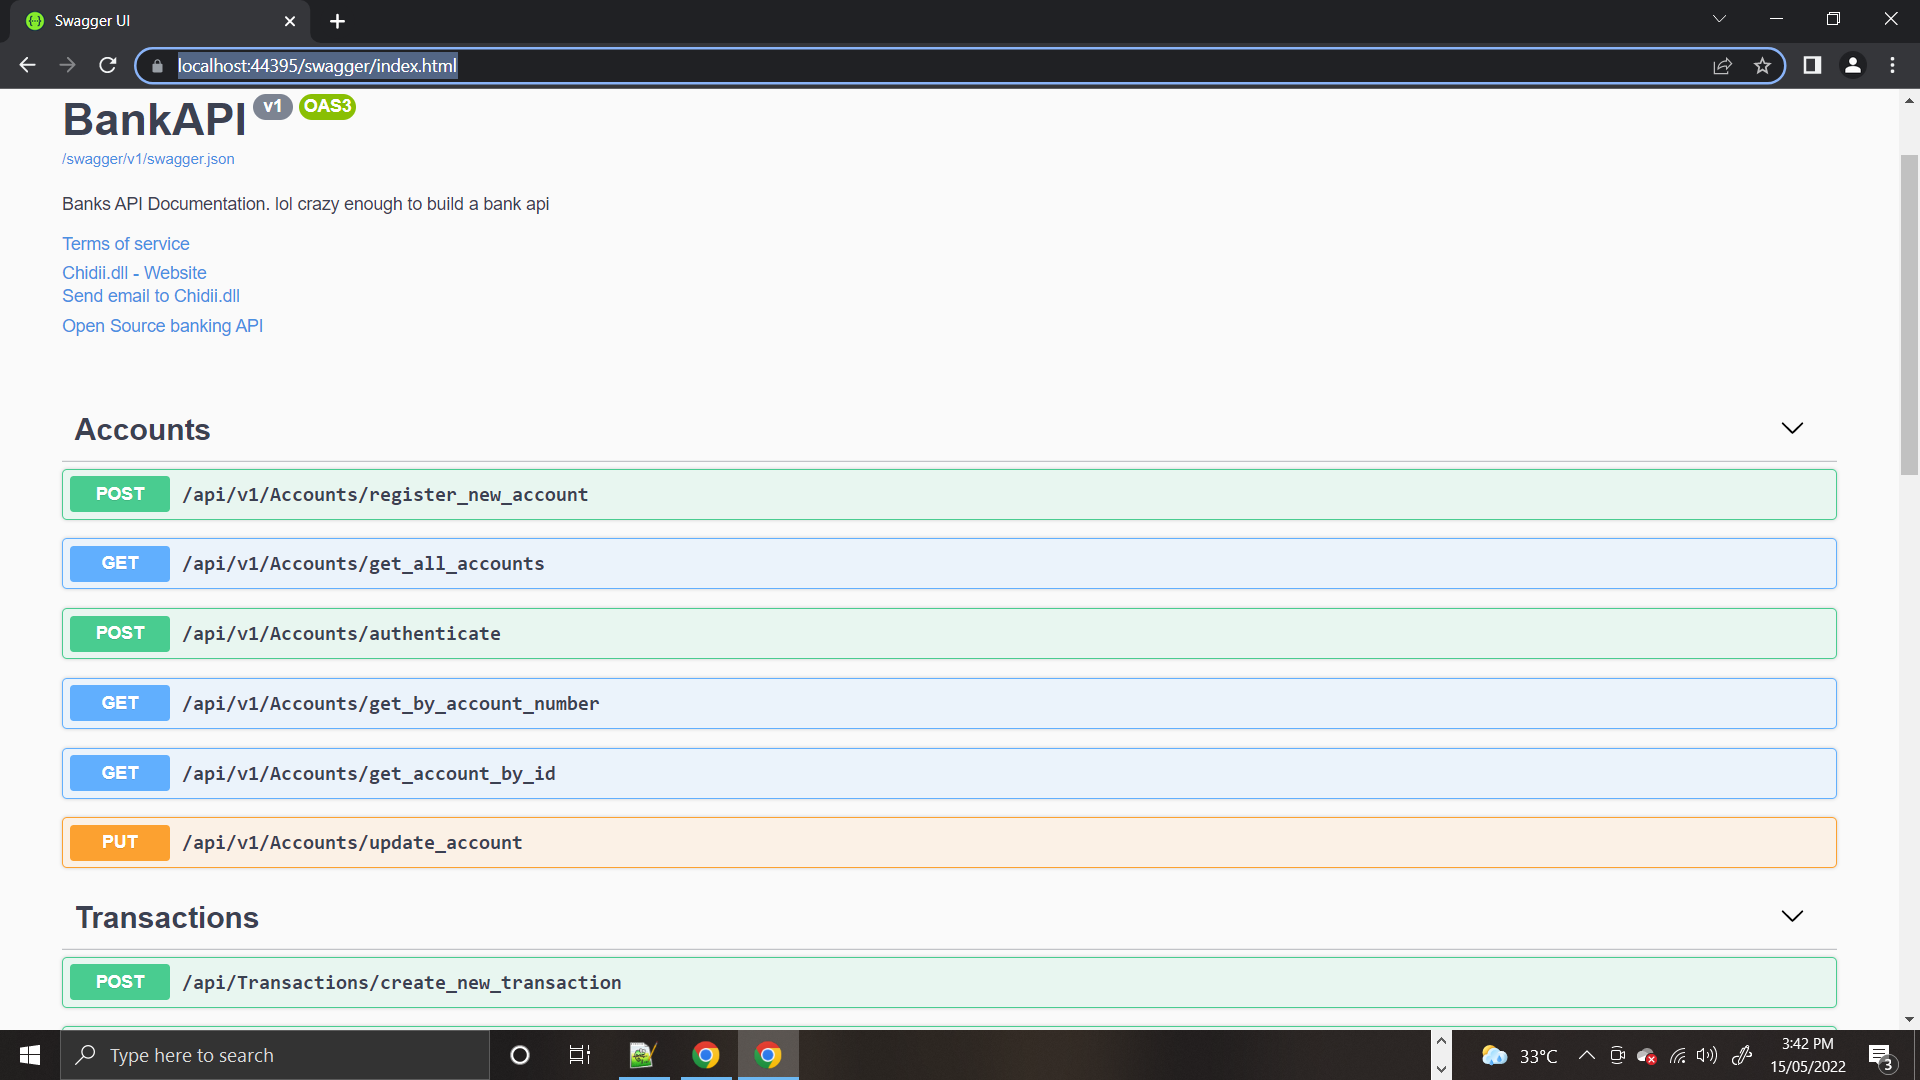 Swagger UI
localhost:44395/swagger/index.html
BankAPI v1 OAS3
/swagger/v1/swagger.json
Banks API Documentation. lol crazy enough to build a bank api
Terms of service
Chidii.dll - Website
Send email to Chidii.dll
Open Source banking API
Accounts
POST /api/v1/Accounts/register_new_account
GET /api/v1/Accounts/get_all_accounts
POST /api/v1/Accounts/authenticate
GET /api/v1/Accounts/get_by_account_number
GET /api/v1/Accounts/get_account_by_id
PUT /api/v1/Accounts/update_account
Transactions
POST /api/Transactions/create_new_transaction
Type here to search
33°C
3:42 PM
15/05/2022
3